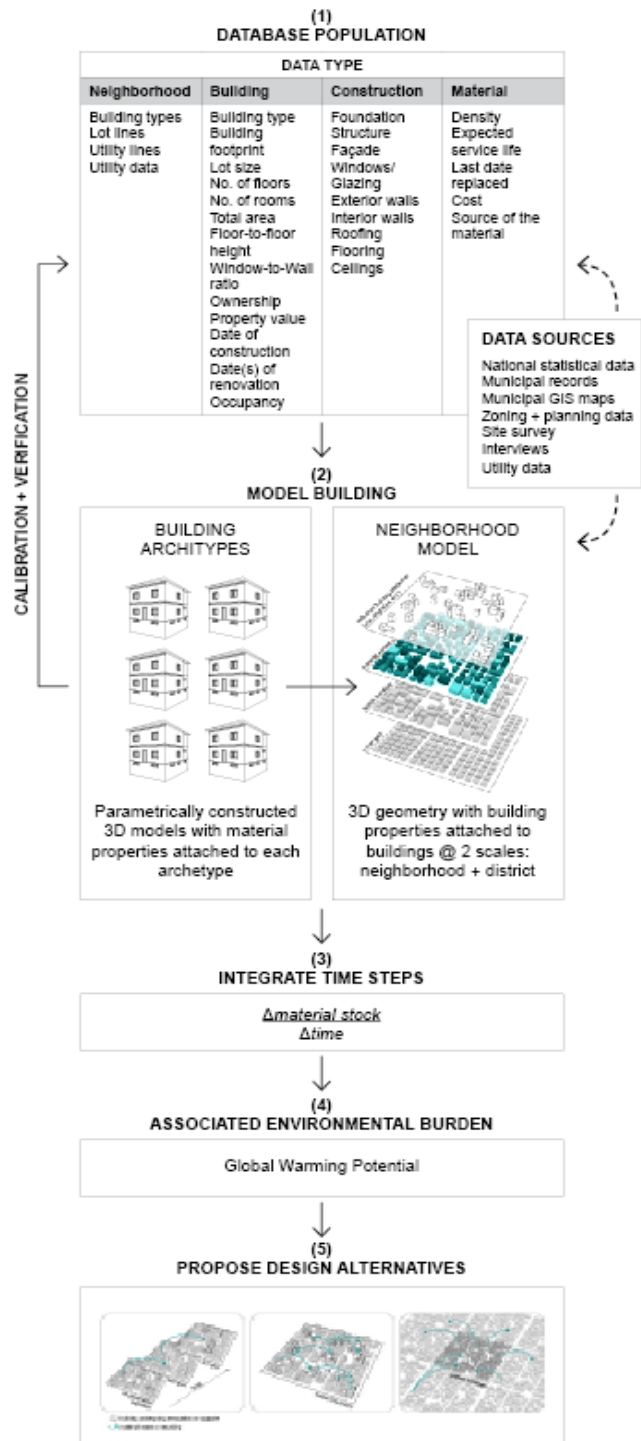 (1)
DATABASE POPULATION
DATA TYPE
Neighborhood
Building types
Lot lines
Utility lines
Utility data
Building
Building type
Building
footprint
Lot size
No. of floors
No. of rooms
Total area
Floor-to-floor
height
Window-to-Wall
ratio
Ownership
Property value
Date of
construction
Date(s) of
renovation
Occupancy
Construction
Foundation
Structure
Façade
Windows/
Glazing
Exterior walls
Interior walls
Roofing
Flooring
Ceilings
Material
Density
Expected
service life
Last date
replaced
Cost
Source of the
material
DATA SOURCES
National statistical data
Municipal records
Municipal GIS maps
Zoning + planning data
Site survey
Interviews
Utility data
CALIBRATION + VERIFICATION
(2)
MODEL BUILDING
BUILDING
ARCHITYPES
Parametrically constructed
3D models with material
properties attached to each
archetype
NEIGHBORHOOD
MODEL
3D geometry with building
properties attached to
buildings @ 2 scales:
neighborhood + district
(3)
INTEGRATE TIME STEPS
Δmaterial stock
Δtime
(4)
ASSOCIATED ENVIRONMENTAL BURDEN
Global Warming Potential
(5)
PROPOSE DESIGN ALTERNATIVES